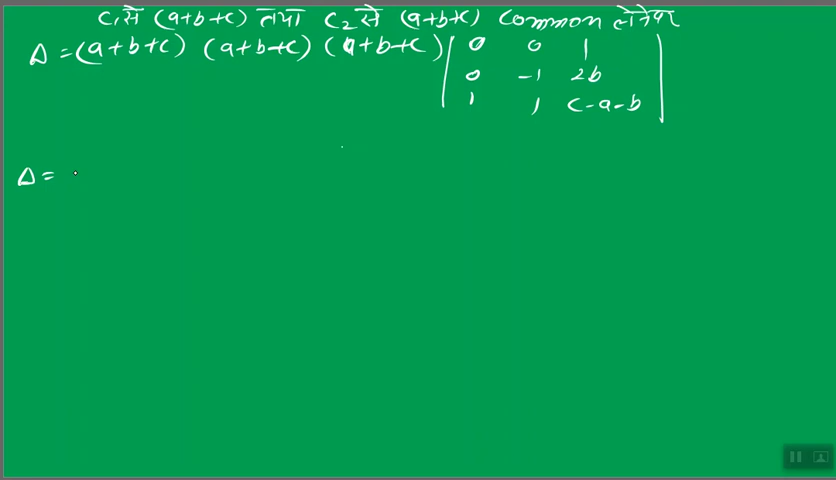 C₁ से (a+b+c) तथा C₂ से (a+b+c) common लेने पर
Δ = (a+b+c) (a+b+c) (a+b+c) | 0 0 1 |
| 0 -1 2b |
| 1 1 c-a-b |
Δ =